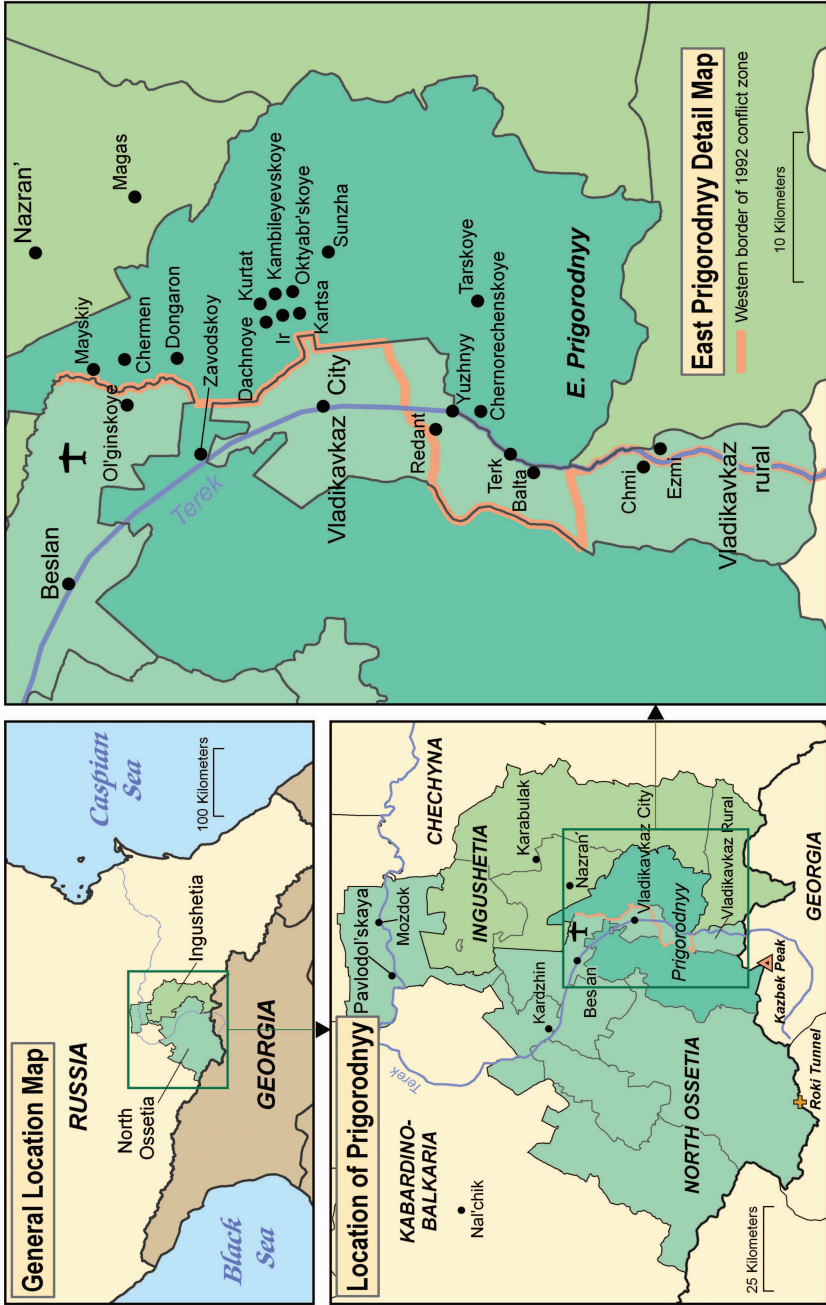 General Location Map
RUSSIA
North
Ossetia
Ingushetia
GEORGIA
Black
Sea
Caspian
Sea
100 Kilometers
Location of Prigorodnyy
KABARDINO-
BALKARIA
Nal'chik
Terek
Pavlodol'skaya
Mozdok
CHECHYNA
INGUSHETIA
Karabulak
Nazran'
Kardzhin
Beslan
Vladikavkaz City
Prigorodnyy
Vladikavkaz Rural
NORTH OSSETIA
Kazbek Peak
Roki Tunnel
GEORGIA
25 Kilometers
Beslan
Terek
Nazran'
Magas
Mayskiy
Chermen
Ol'ginskoye
Dongaron
Zavodskoy
Kurtat
Dachnoye
Kambileyevskoye
Ir
Oktyabr'skoye
Kartsa
Sunzha
Vladikavkaz City
Redant
Yuzhnyy
Tarskoye
Chernorechenskoye
Terk
Balta
E. Prigorodnyy
Chmi
Ezmi
Vladikavkaz
rural
East Prigorodnyy Detail Map
Western border of 1992 conflict zone
10 Kilometers